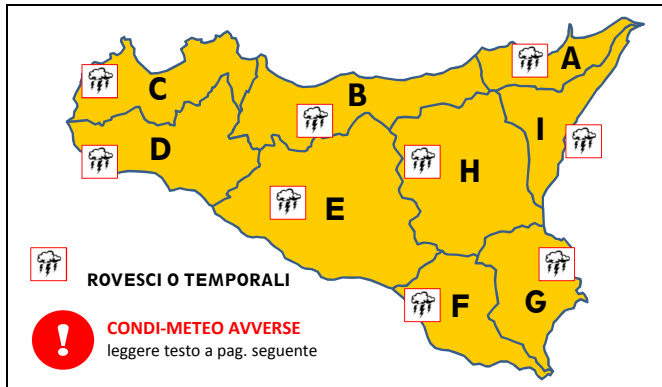 A
C
B
I
D
H
E
F
G
ROVESCI O TEMPORALI
!
CONDI-METEO AVVERSE
leggere testo a pag. seguente